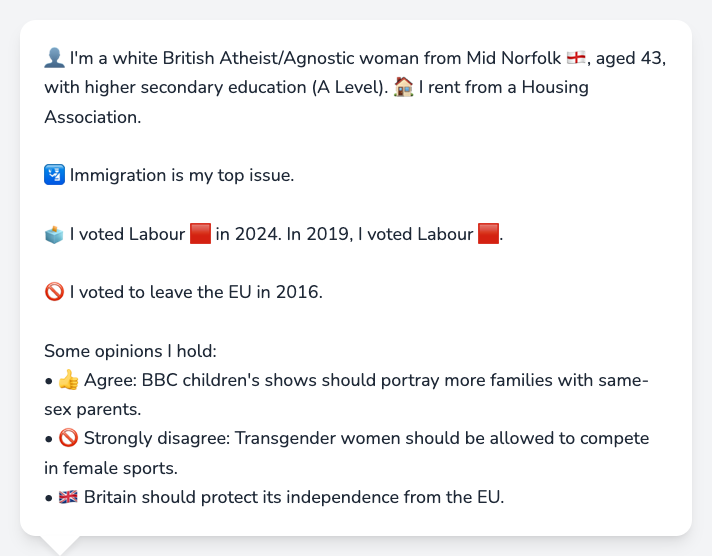 👤 I'm a white British Atheist/Agnostic woman from Mid Norfolk 🏴󠁧󠁢󠁥󠁮󠁧󠁿, aged 43,
with higher secondary education (A Level). 🏠 I rent from a Housing
Association.
🛂 Immigration is my top issue.
🗳️ I voted Labour 🟥 in 2024. In 2019, I voted Labour 🟥.
🚫 I voted to leave the EU in 2016.
Some opinions I hold:
• 👍 Agree: BBC children's shows should portray more families with same-
sex parents.
• 🚫 Strongly disagree: Transgender women should be allowed to compete
in female sports.
• 🇬🇧 Britain should protect its independence from the EU.